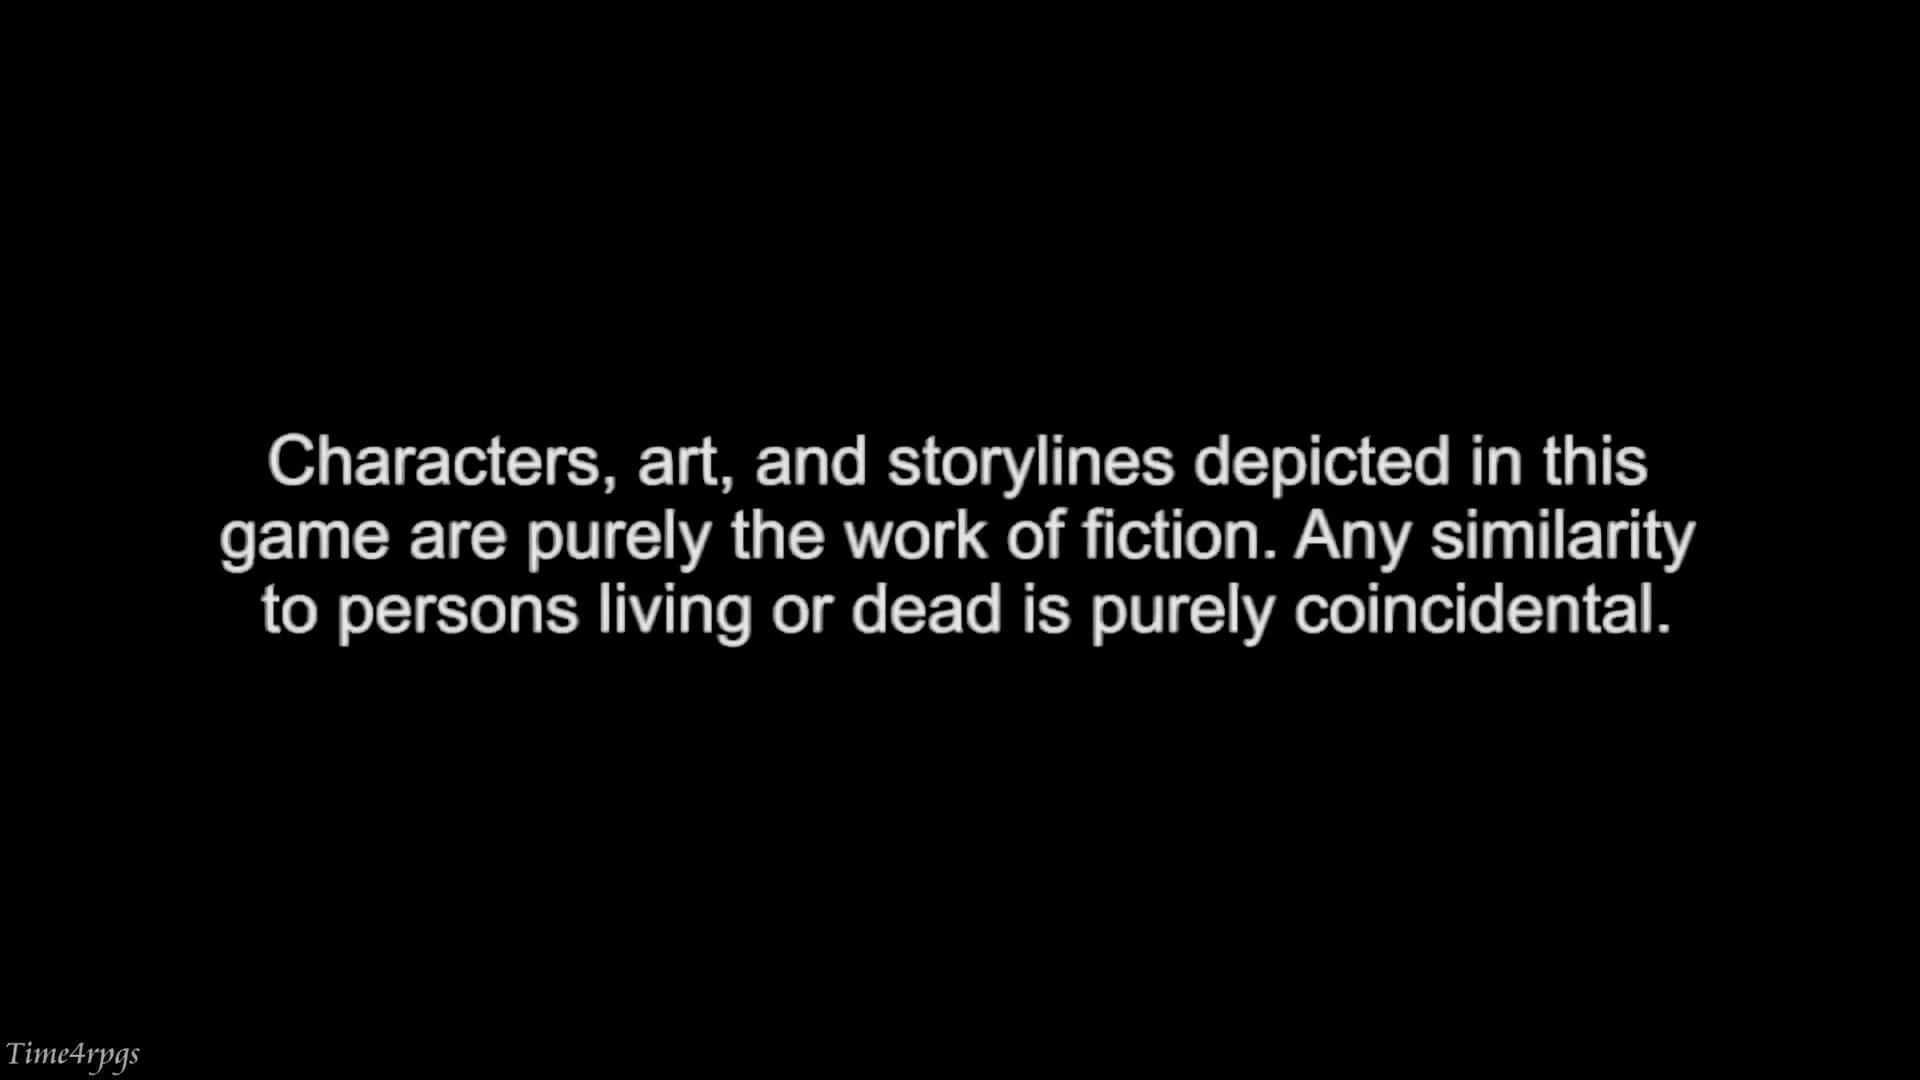 Characters, art, and storylines depicted in this
game are purely the work of fiction. Any similarity
to persons living or dead is purely coincidental.
Time4rpgs